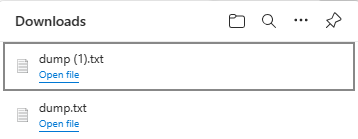 Downloads
dump (1).txt
Open file
dump.txt
Open file